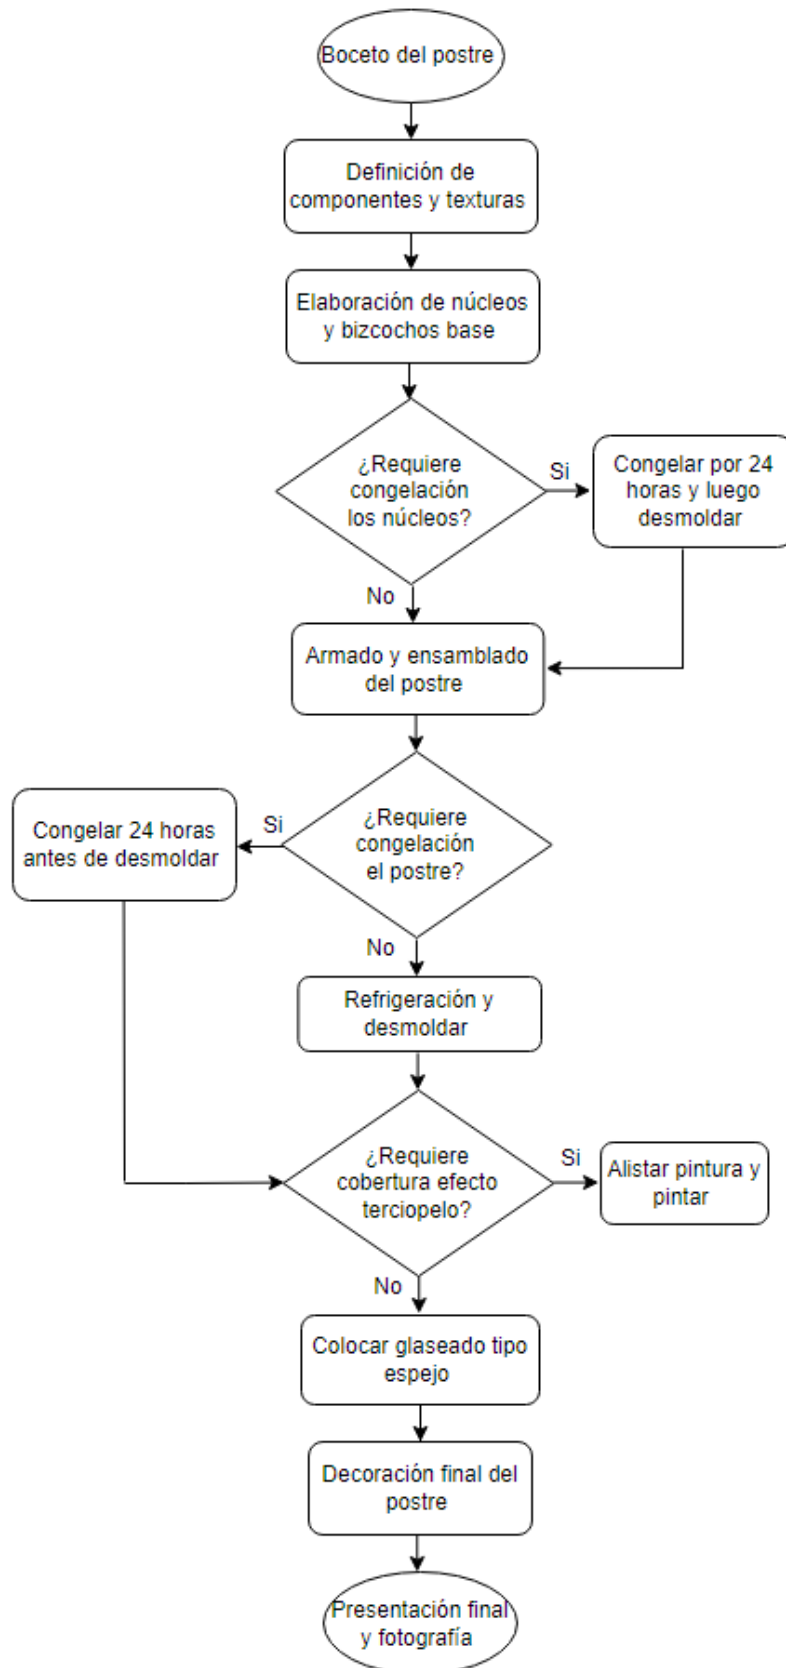 Boceto del postre
Definición de
componentes y texturas
Elaboración de núcleos
y bizcochos base
¿Requiere
congelación
los núcleos?
Si
Congelar por 24
horas y luego
desmoldar
No
Armado y ensamblado
del postre
¿Requiere
congelación
el postre?
Si
Congelar 24 horas
antes de desmoldar
No
Refrigeración y
desmoldar
¿Requiere
cobertura efecto
terciopelo?
Si
Alistar pintura y
pintar
No
Colocar glaseado tipo
espejo
Decoración final del
postre
Presentación final
y fotografía